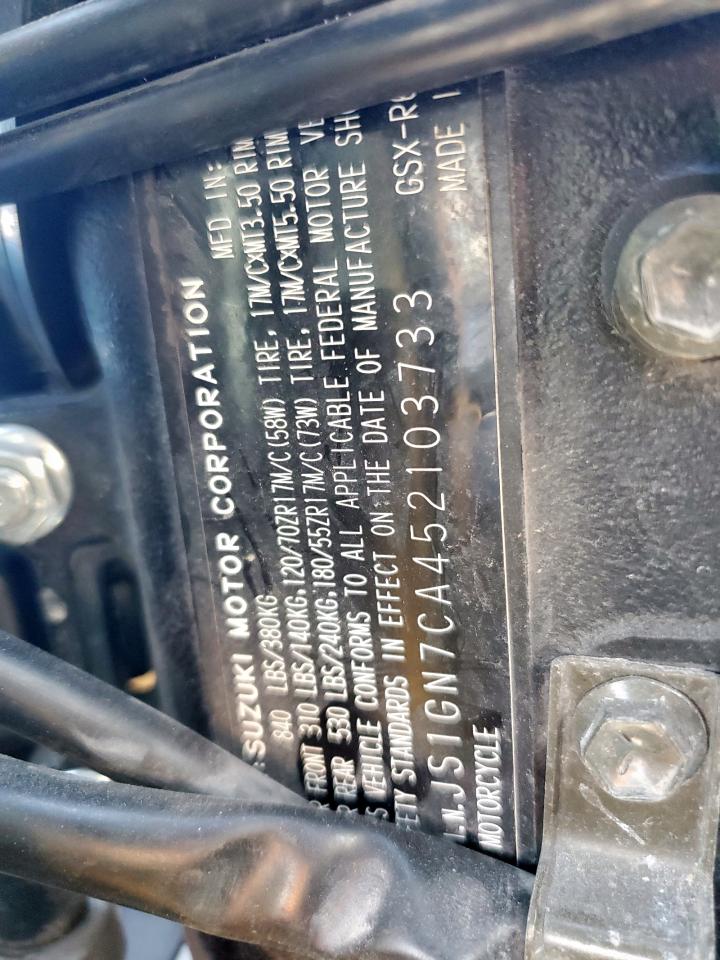 SUZUKI MOTOR CORPORATION MFD IN:
840 LBS/380KG
FRONT 310 LBS/140KG.120/70ZR17M/C(58W) TIRE, 17M/CXMT3.50 RIM
REAR 530 LBS/240KG.180/55ZR17M/C(73W) TIRE, 17M/CXMT5.50 RIM
VEHICLE CONFORMS TO ALL APPLICABLE FEDERAL MOTOR VE
STANDARDS IN EFFECT ON THE DATE OF MANUFACTURE SH
JS1GN7CA452103733 GSX-R6
MOTORCYCLE MADE I